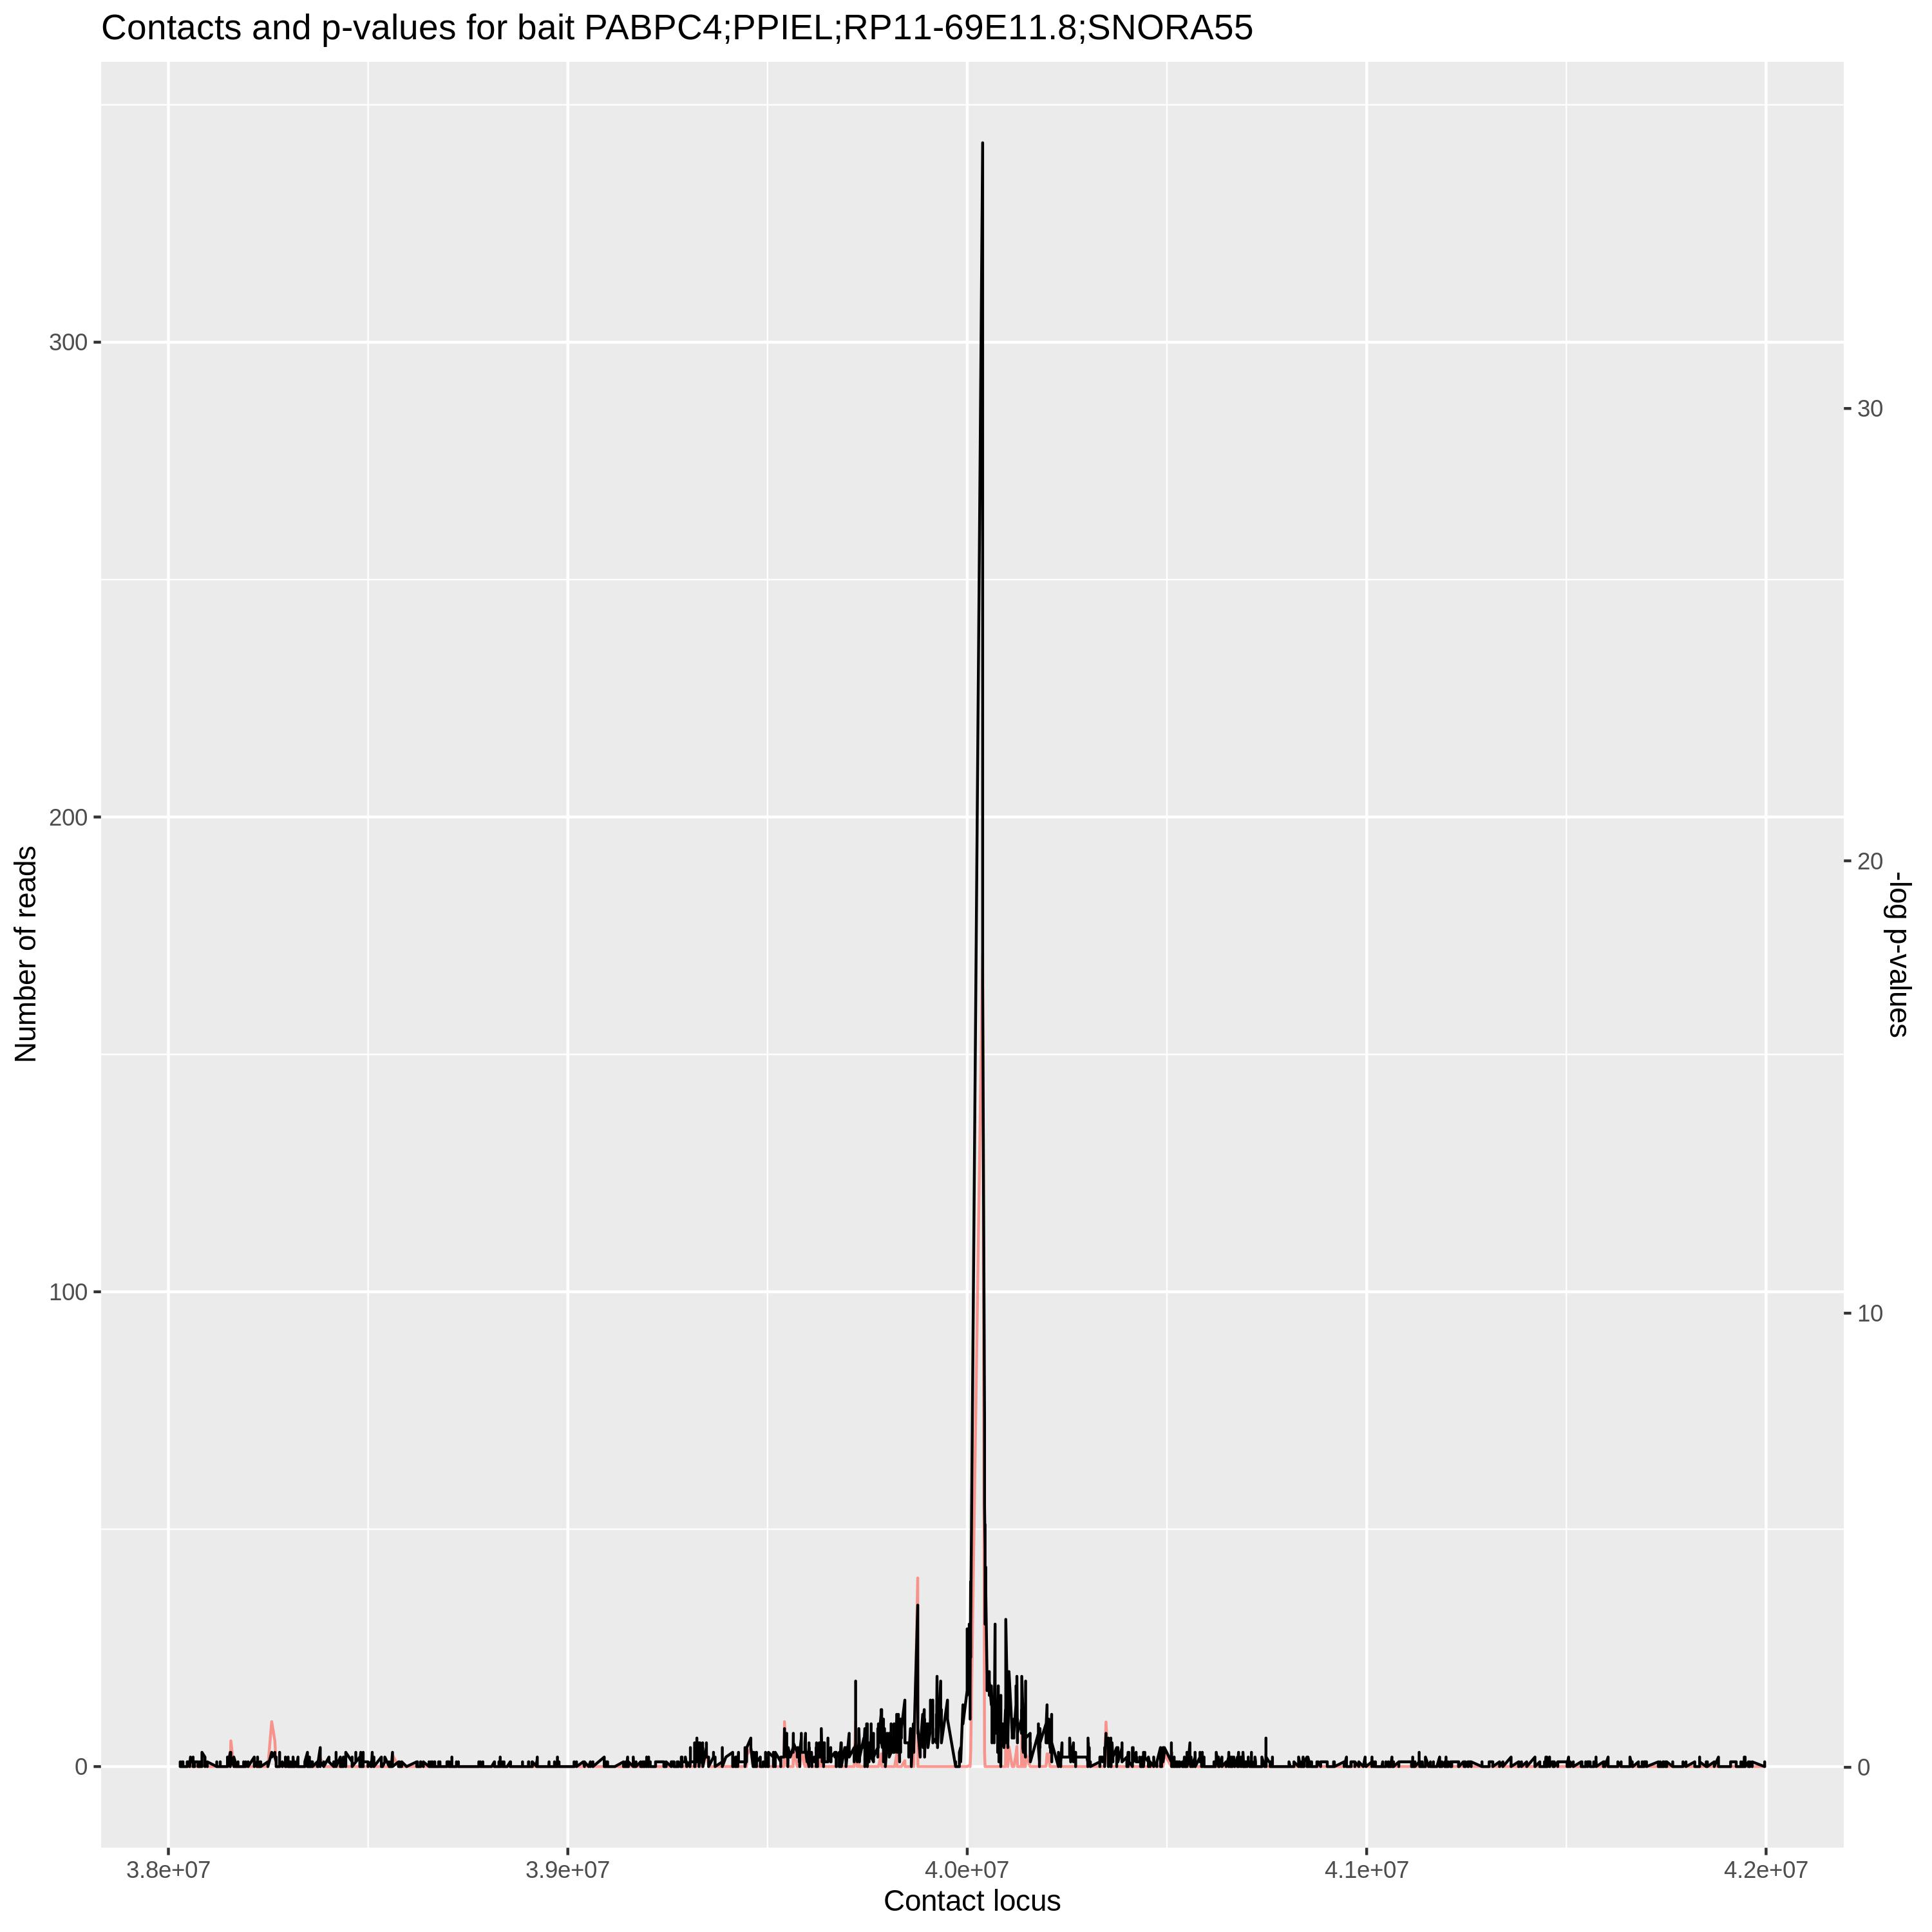 Contacts and p-values for bait PABPC4;PPIEL;RP11-69E11.8;SNORA55
Number of reads
300
200
100
0
30
20
10
0
-log p-values
3.8e+07
3.9e+07
4.0e+07
4.1e+07
4.2e+07
Contact locus